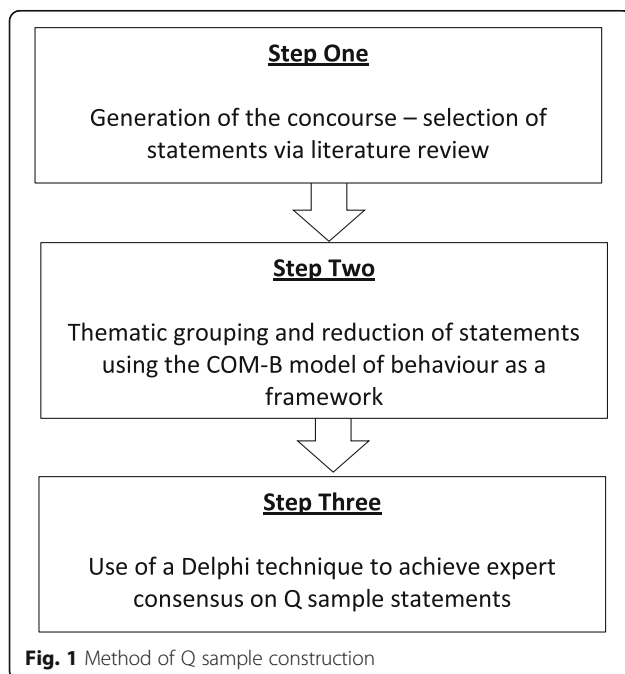 Step One
Generation of the concourse – selection of
statements via literature review
Step Two
Thematic grouping and reduction of statements
using the COM-B model of behaviour as a
framework
Step Three
Use of a Delphi technique to achieve expert
consensus on Q sample statements
Fig. 1 Method of Q sample construction